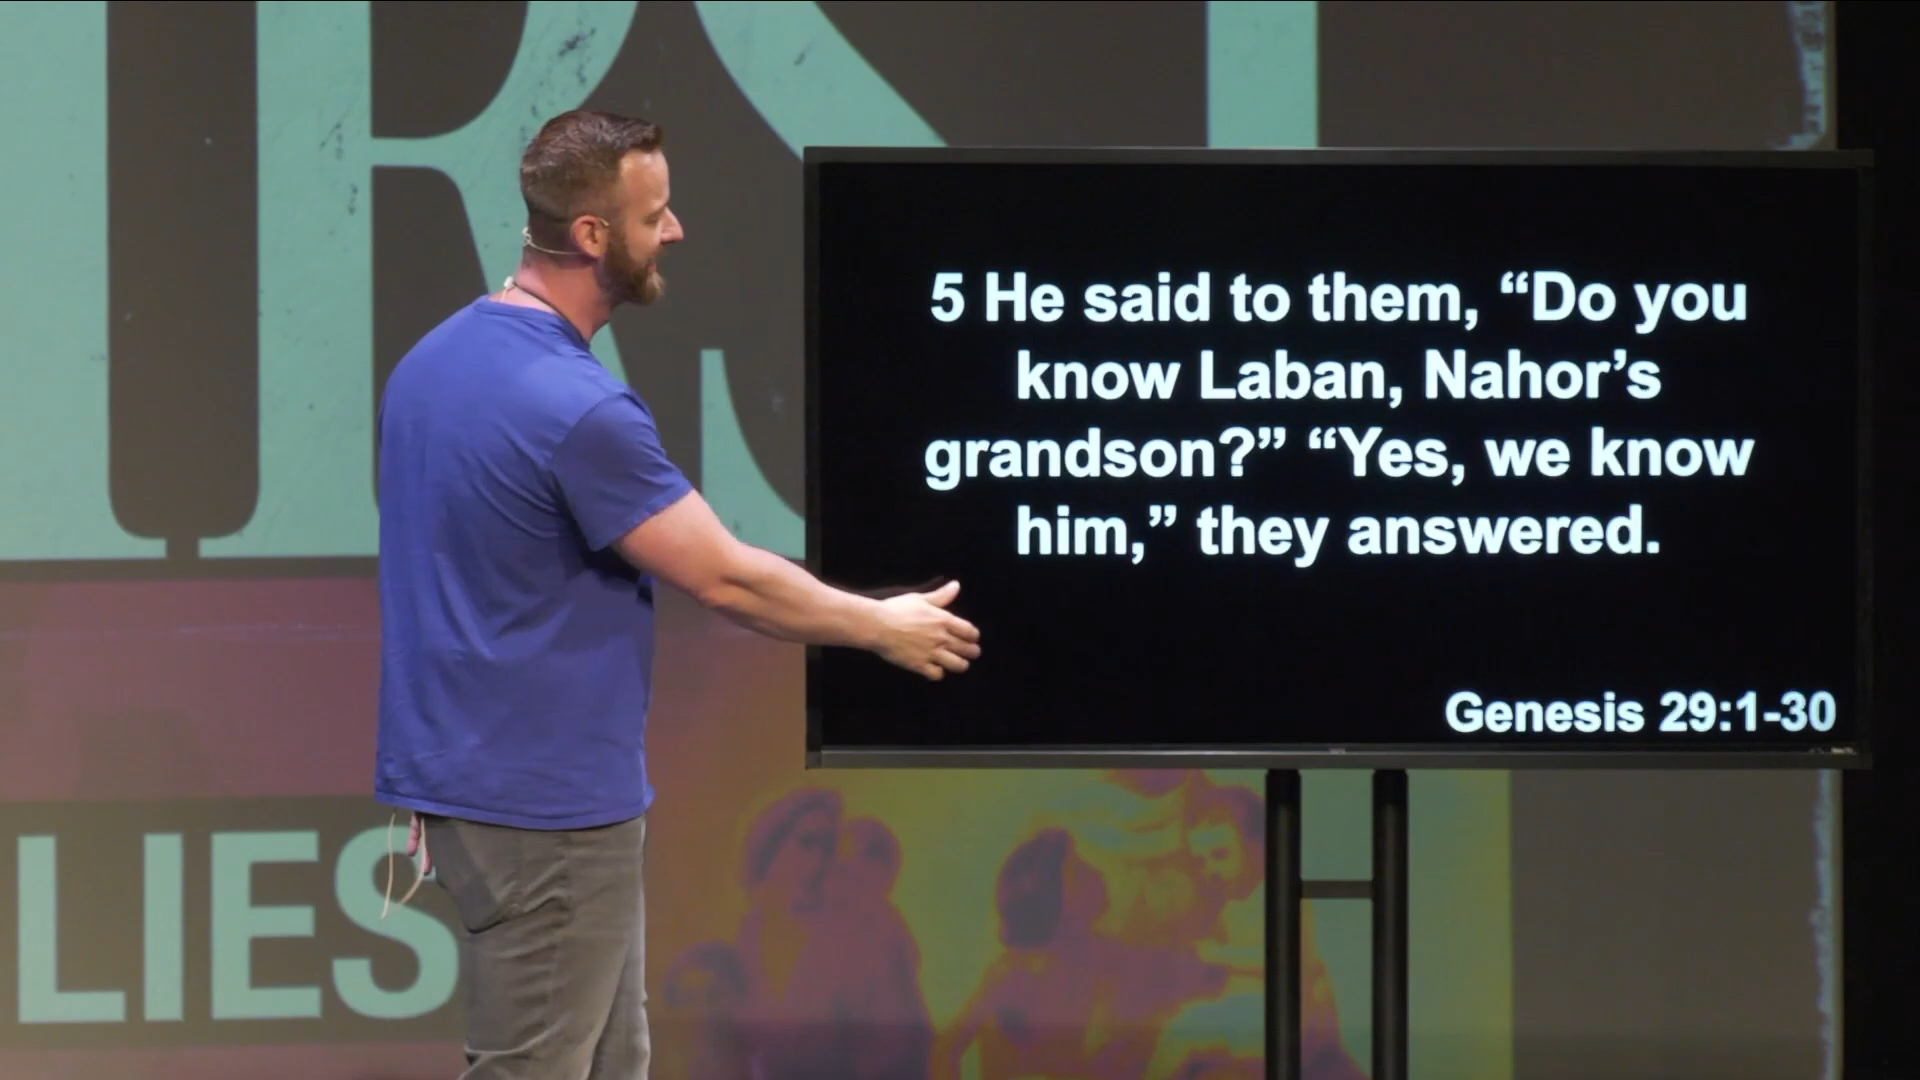 RST
LIES
5 He said to them, “Do you
know Laban, Nahor’s
grandson?” “Yes, we know
him,” they answered.
Genesis 29:1-30